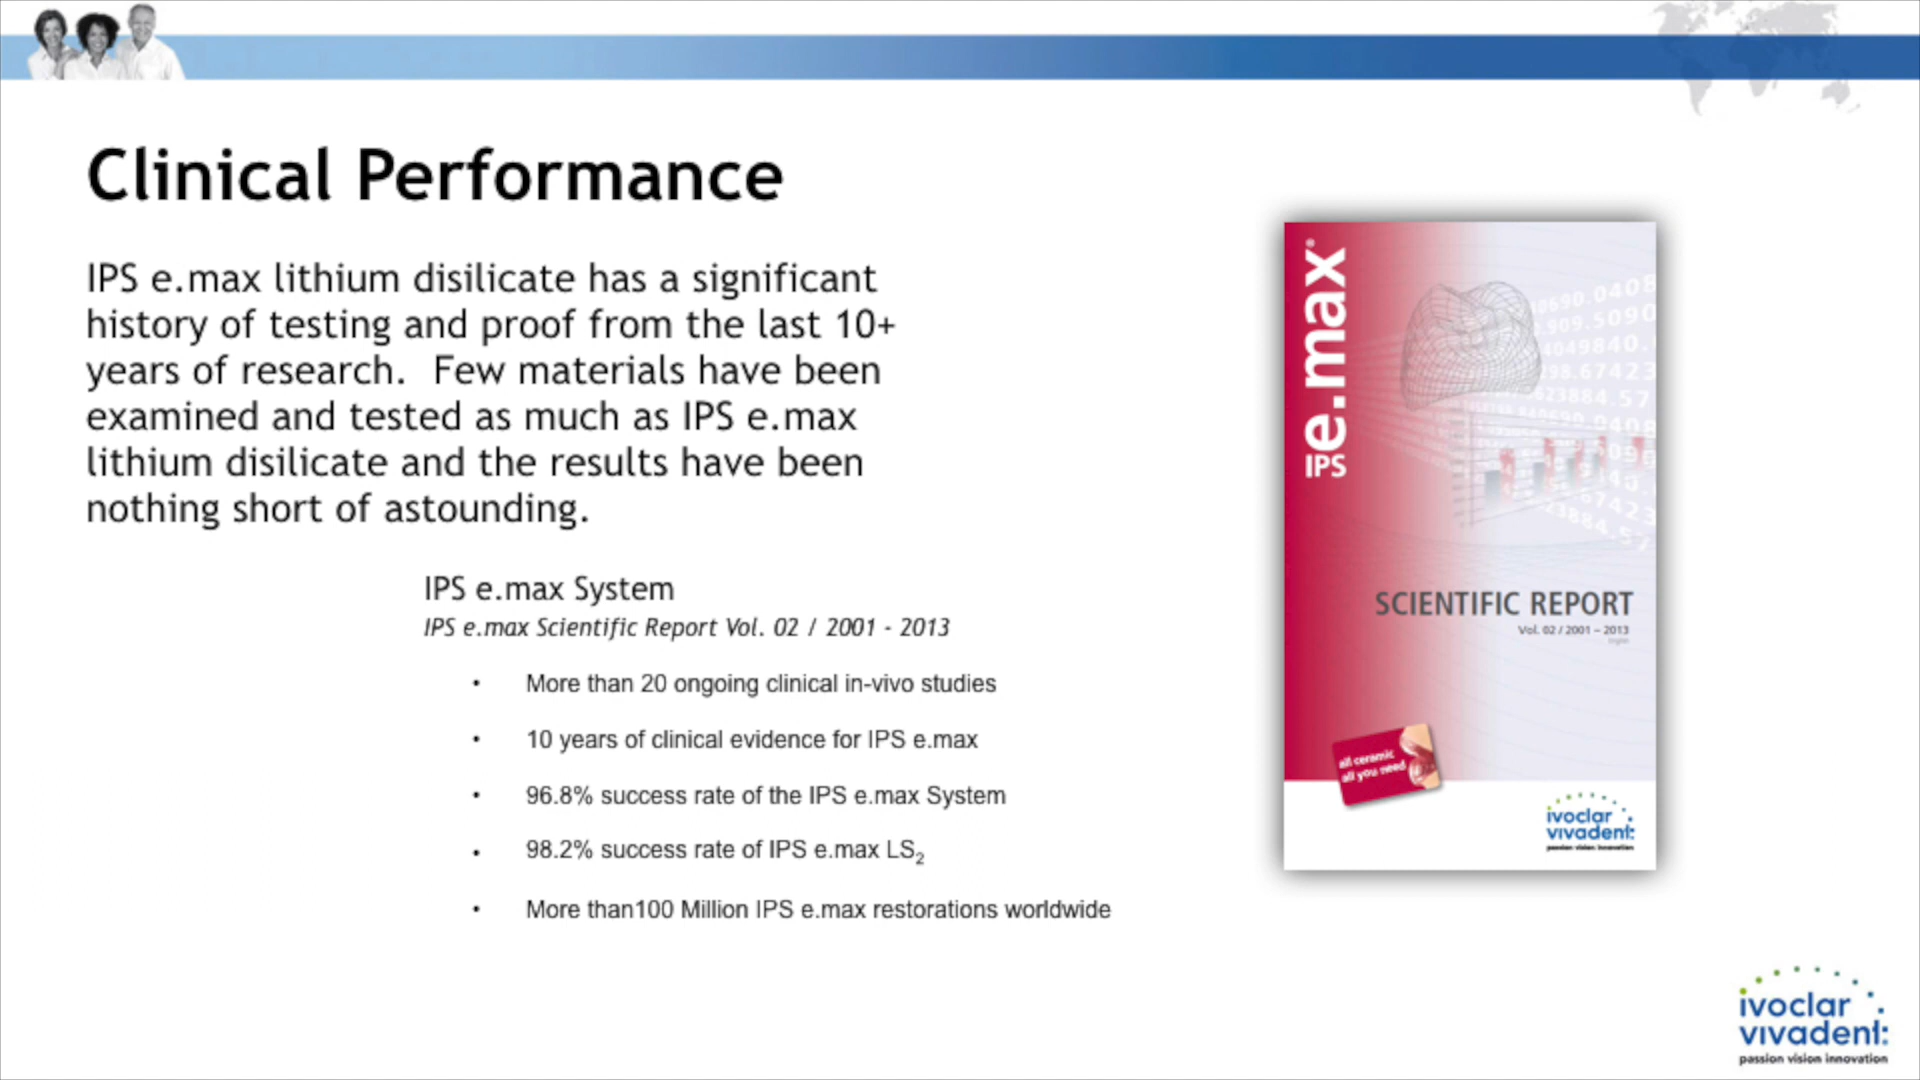 Clinical Performance
IPS e.max lithium disilicate has a significant
history of testing and proof from the last 10+
years of research.  Few materials have been
examined and tested as much as IPS e.max
lithium disilicate and the results have been
nothing short of astounding.
IPS e.max System
IPS e.max Scientific Report Vol. 02 / 2001 - 2013
• More than 20 ongoing clinical in-vivo studies
• 10 years of clinical evidence for IPS e.max
• 96.8% success rate of the IPS e.max System
• 98.2% success rate of IPS e.max LS₂
• More than100 Million IPS e.max restorations worldwide
IPS e.max®
SCIENTIFIC REPORT
Vol. 02 / 2001 – 2013
all ceramic
all you need
ivoclar
vivadent:
passion vision innovation
ivoclar
vivadent:
passion vision innovation